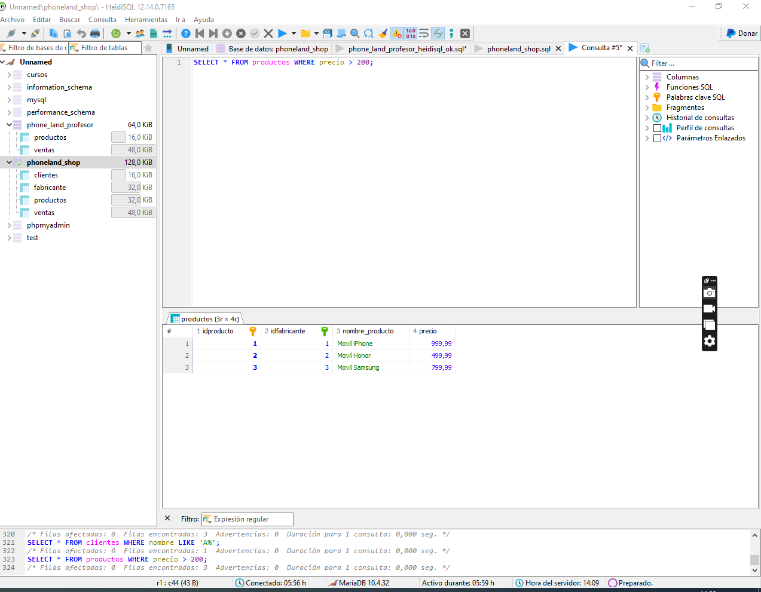 Unnamed\phoneland_shop\ - HeidiSQL 12.14.0.7165
Archivo Editar Buscar Consulta Herramientas Ir a Ayuda
Donar
Filtro de bases de d Filtro de tablas
Unnamed Base de datos: phoneland_shop phone_land_profesor_heidisql_ok.sql* phoneland_shop.sql Consulta #5*
Unnamed
cursos
information_schema
mysql
performance_schema
phone_land_profesor 64,0 KiB
productos 16,0 KiB
ventas 48,0 KiB
phoneland_shop 128,0 KiB
clientes 16,0 KiB
fabricante 32,0 KiB
productos 32,0 KiB
ventas 48,0 KiB
phpmyadmin
test
1 SELECT * FROM productos WHERE precio > 200;
Filter ...
Columnas
Funciones SQL
Palabras clave SQL
Fragmentos
Historial de consultas
Perfil de consultas
Parámetros Enlazados
productos (3r × 4c)
# 1 idproducto 2 idfabricante 3 nombre_producto 4 precio
1 1 1 Movil iPhone 999,99
2 2 2 Movil Honor 499,99
3 3 3 Movil Samsung 799,99
Filtro: Expresión regular
320 /* Filas afectadas: 0 Filas encontradas: 3 Advertencias: 0 Duración para 1 consulta: 0,000 seg. */
321 SELECT * FROM clientes WHERE nombre LIKE 'A%';
322 /* Filas afectadas: 0 Filas encontradas: 1 Advertencias: 0 Duración para 1 consulta: 0,000 seg. */
323 SELECT * FROM productos WHERE precio > 200;
324 /* Filas afectadas: 0 Filas encontradas: 3 Advertencias: 0 Duración para 1 consulta: 0,000 seg. */
r1 : c44 (43 B) Conectado: 05:56 h MariaDB 10.4.32 Activo durante: 05:59 h Hora del servidor: 14:09 Preparado.